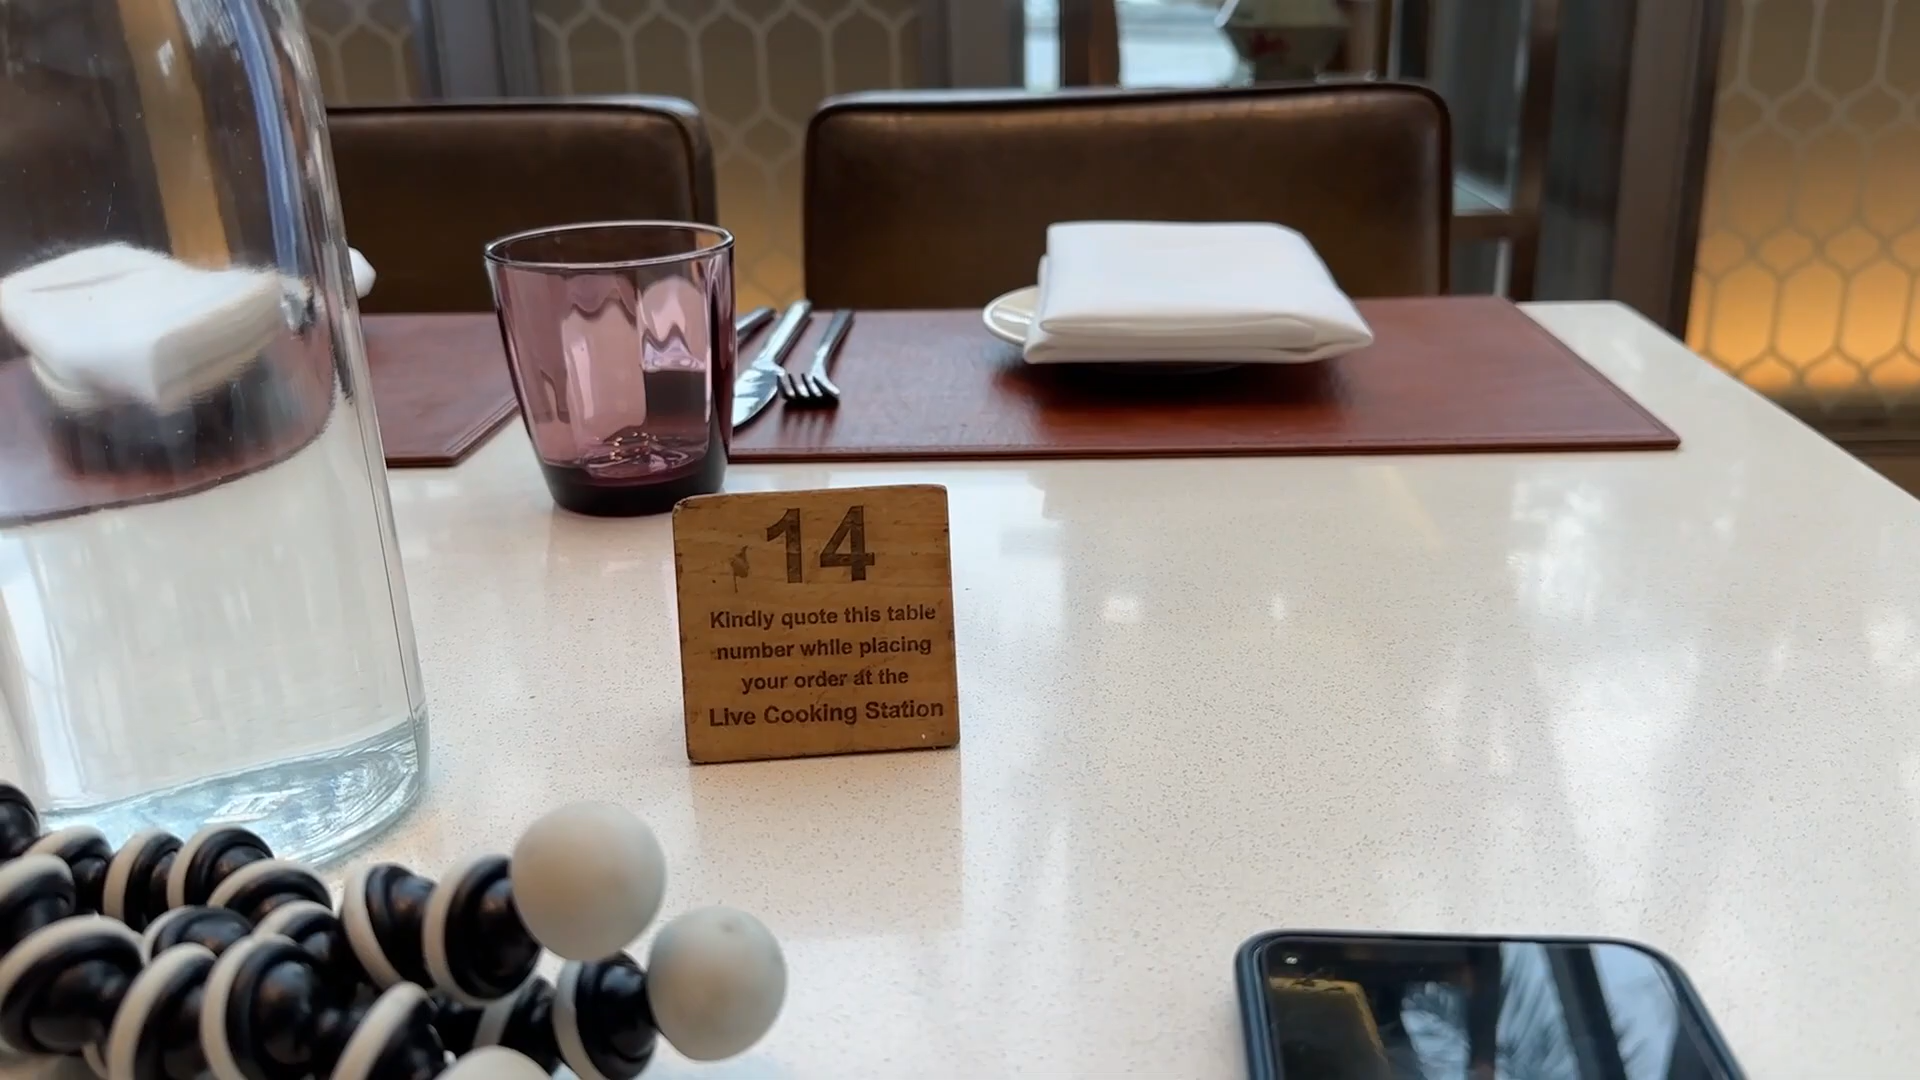 14
Kindly quote this table
number while placing
your order at the
Live Cooking Station